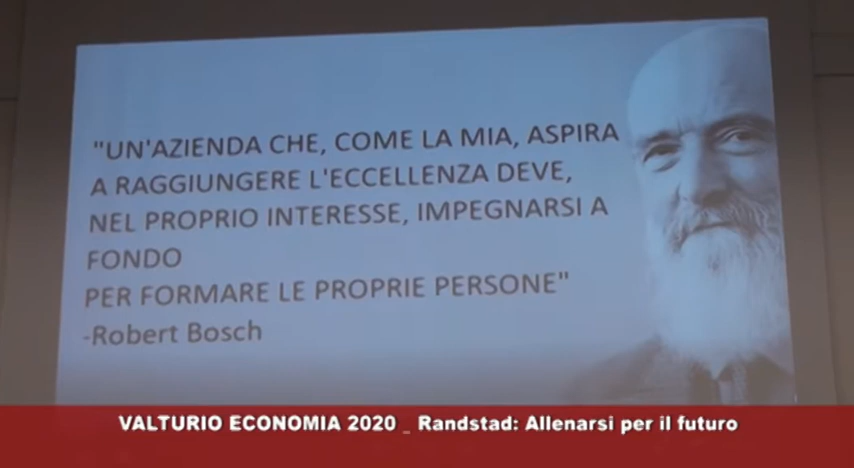 "UN'AZIENDA CHE, COME LA MIA, ASPIRA
A RAGGIUNGERE L'ECCELLENZA DEVE,
NEL PROPRIO INTERESSE, IMPEGNARSI A
FONDO
PER FORMARE LE PROPRIE PERSONE"
-Robert Bosch
VALTURIO ECONOMIA 2020 _ Randstad: Allenarsi per il futuro